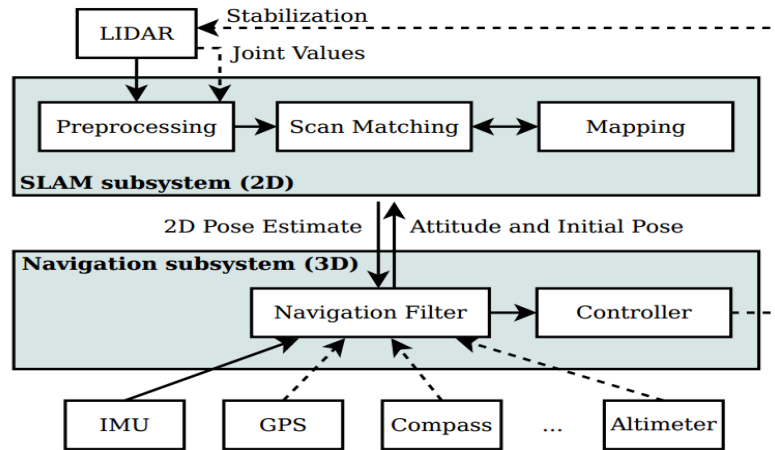 Stabilization
LIDAR
Joint Values
Preprocessing
Scan Matching
Mapping
SLAM subsystem (2D)
2D Pose Estimate
Attitude and Initial Pose
Navigation subsystem (3D)
Navigation Filter
Controller
IMU
GPS
Compass
...
Altimeter